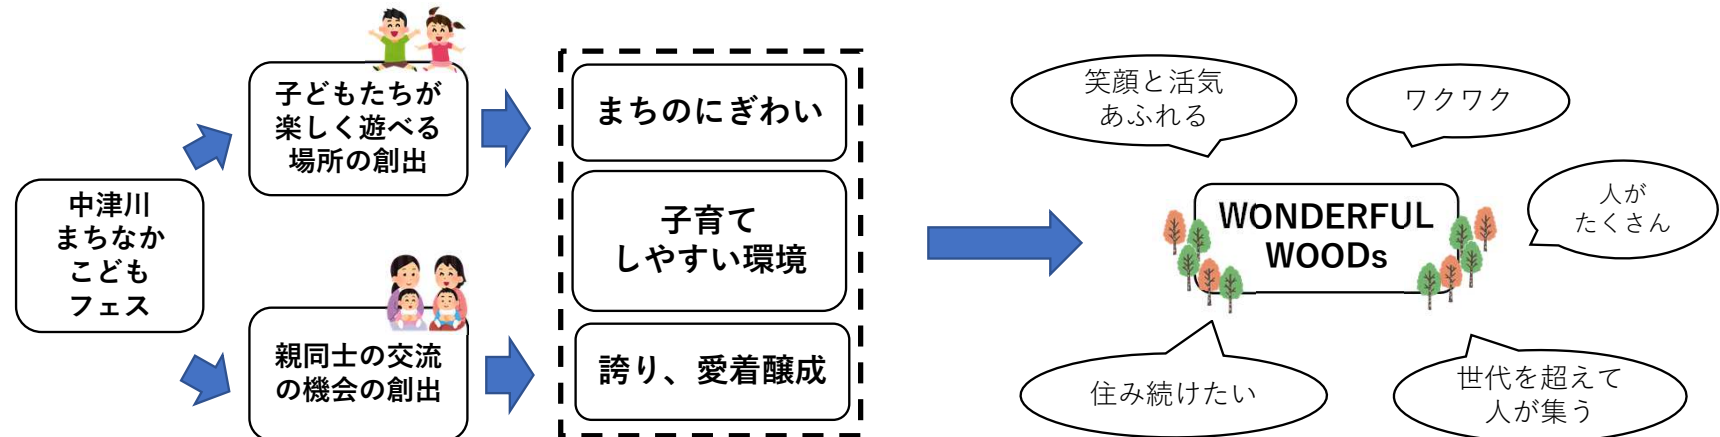 中津川
まちなか
こども
フェス
子どもたちが
楽しく遊べる
場所の創出
親同士の交流
の機会の創出
まちのにぎわい
子育て
しやすい環境
誇り、愛着醸成
笑顔と活気
あふれる
ワクワク
人が
たくさん
WONDERFUL
WOODs
住み続けたい
世代を超えて
人が集う